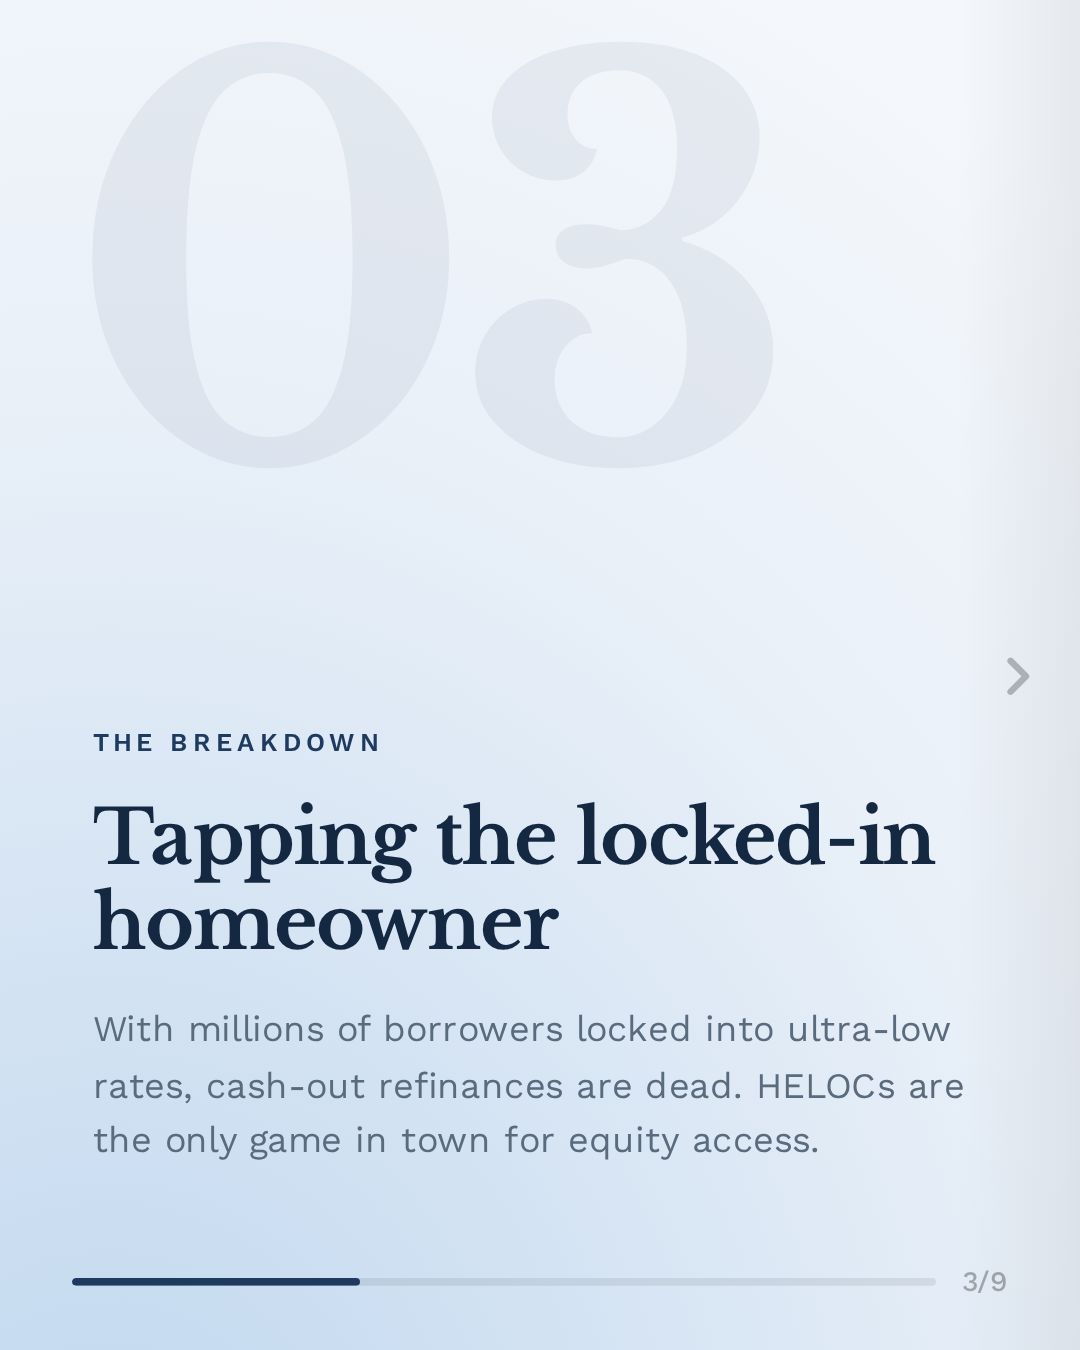 03
THE BREAKDOWN
Tapping the locked-in
homeowner
With millions of borrowers locked into ultra-low
rates, cash-out refinances are dead. HELOCs are
the only game in town for equity access.
3/9